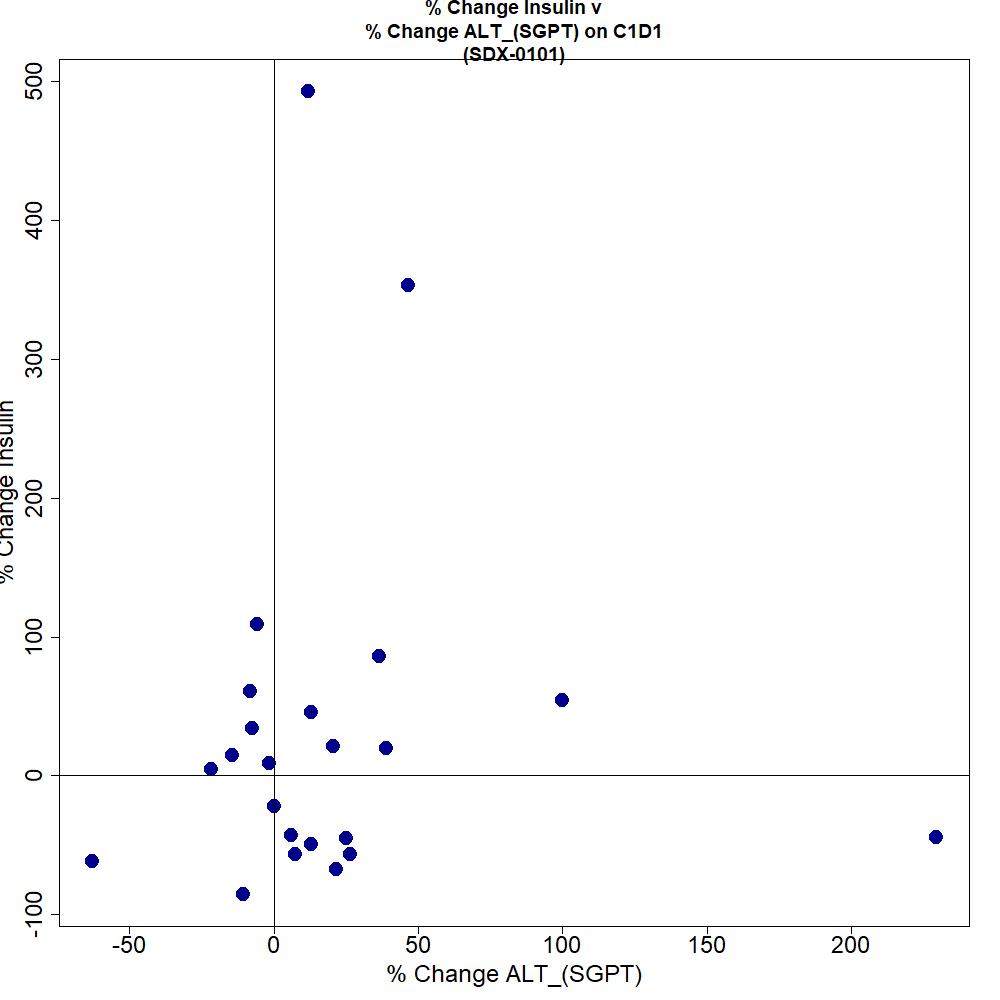 % Change Insulin v
% Change ALT_(SGPT) on C1D1
(SDX-0101)
500
400
300
200
100
0
-100
% Change Insulin
-50
0
50
100
150
200
% Change ALT_(SGPT)